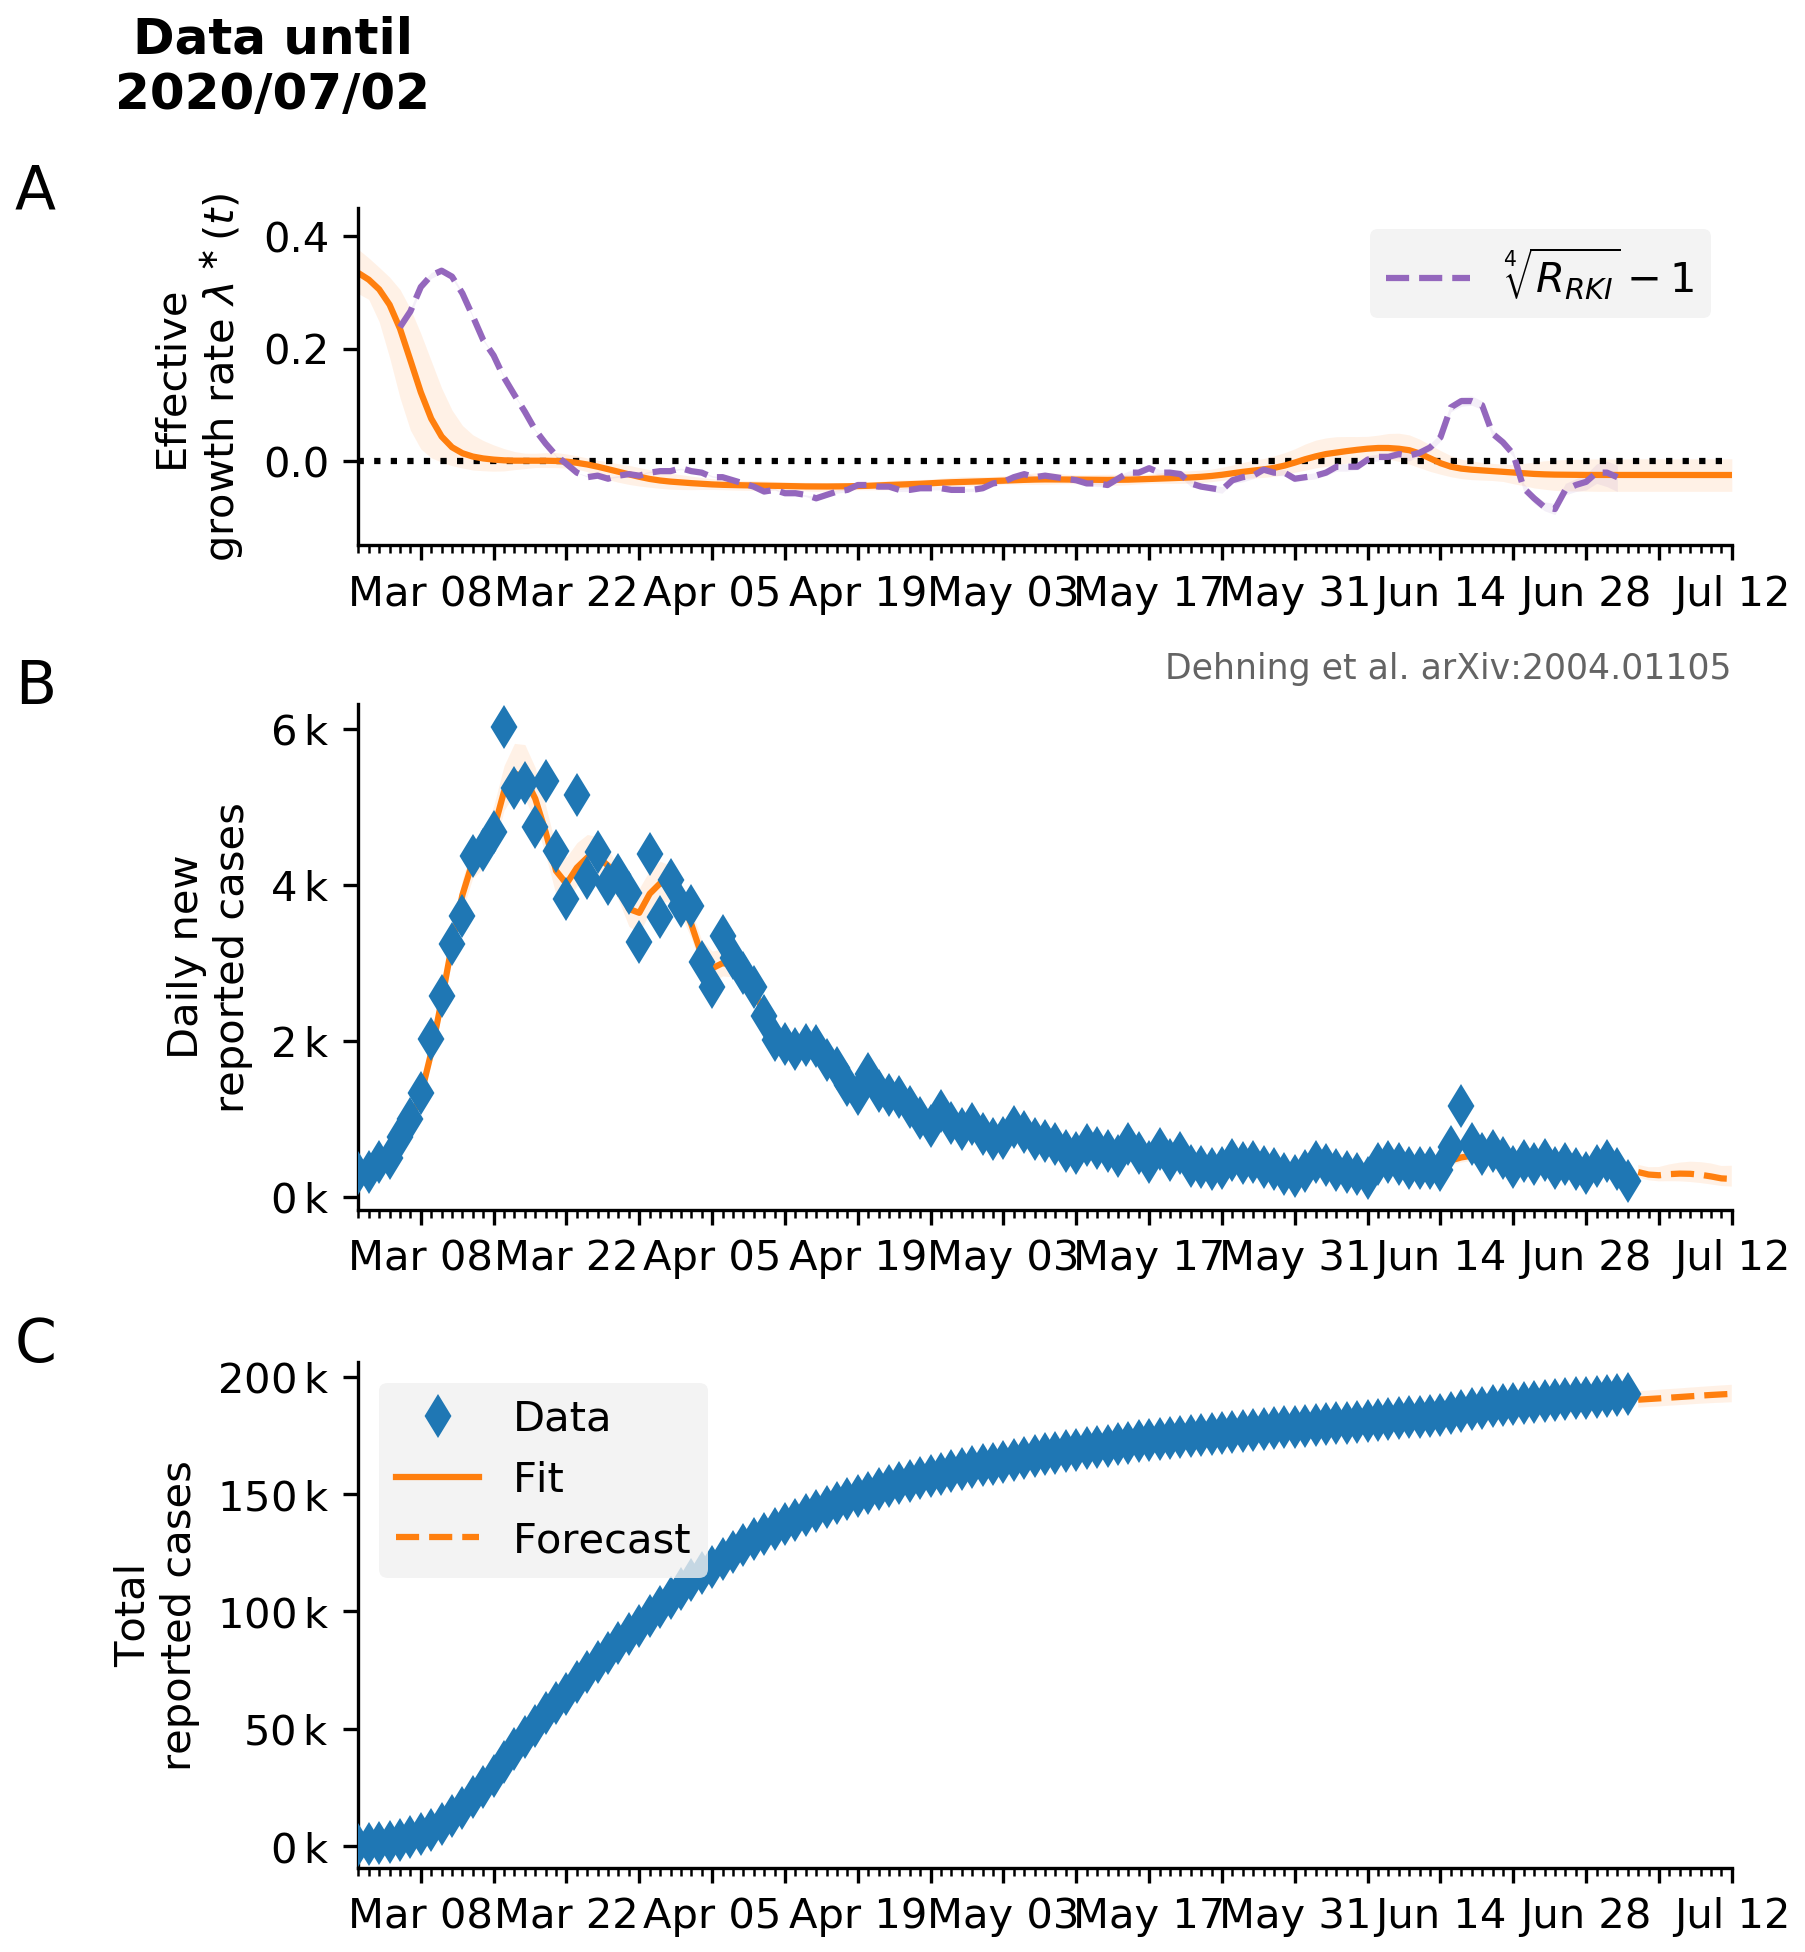 Data until
2020/07/02
A
Effective
growth rate λ * (t)
0.4
0.2
0.0
∜R_RKI − 1
Mar 08 Mar 22 Apr 05 Apr 19 May 03 May 17 May 31 Jun 14 Jun 28 Jul 12
B
Dehning et al. arXiv:2004.01105
Daily new
reported cases
6 k
4 k
2 k
0 k
Mar 08 Mar 22 Apr 05 Apr 19 May 03 May 17 May 31 Jun 14 Jun 28 Jul 12
C
Total
reported cases
200 k
150 k
100 k
50 k
0 k
Data
Fit
Forecast
Mar 08 Mar 22 Apr 05 Apr 19 May 03 May 17 May 31 Jun 14 Jun 28 Jul 12